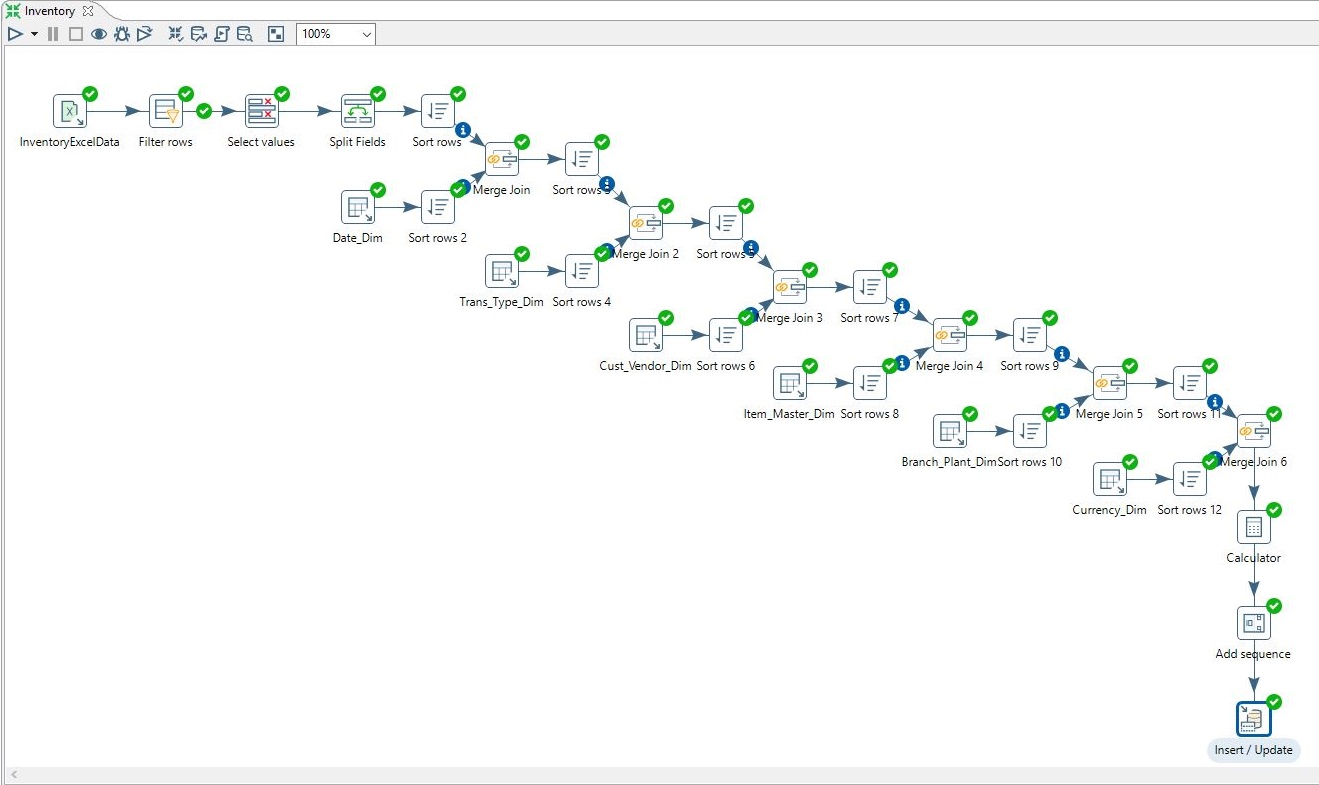 Inventory
100%
InventoryExcelData
Filter rows
Select values
Split Fields
Sort rows
Merge Join
Sort rows 3
Date_Dim
Sort rows 2
Merge Join 2
Sort rows 5
Trans_Type_Dim
Sort rows 4
Merge Join 3
Sort rows 7
Cust_Vendor_Dim
Sort rows 6
Merge Join 4
Sort rows 9
Item_Master_Dim
Sort rows 8
Merge Join 5
Sort rows 11
Branch_Plant_Dim
Sort rows 10
Merge Join 6
Currency_Dim
Sort rows 12
Calculator
Add sequence
Insert / Update